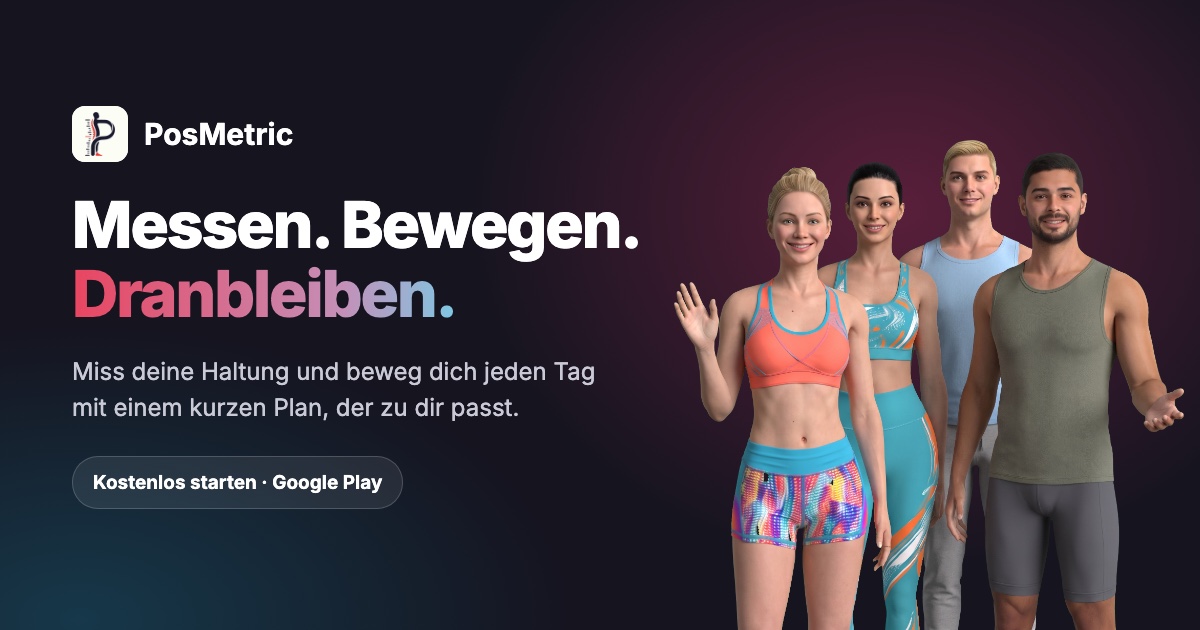 PosMetric
Messen. Bewegen.
Dranbleiben.
Miss deine Haltung und beweg dich jeden Tag
mit einem kurzen Plan, der zu dir passt.
Kostenlos starten · Google Play